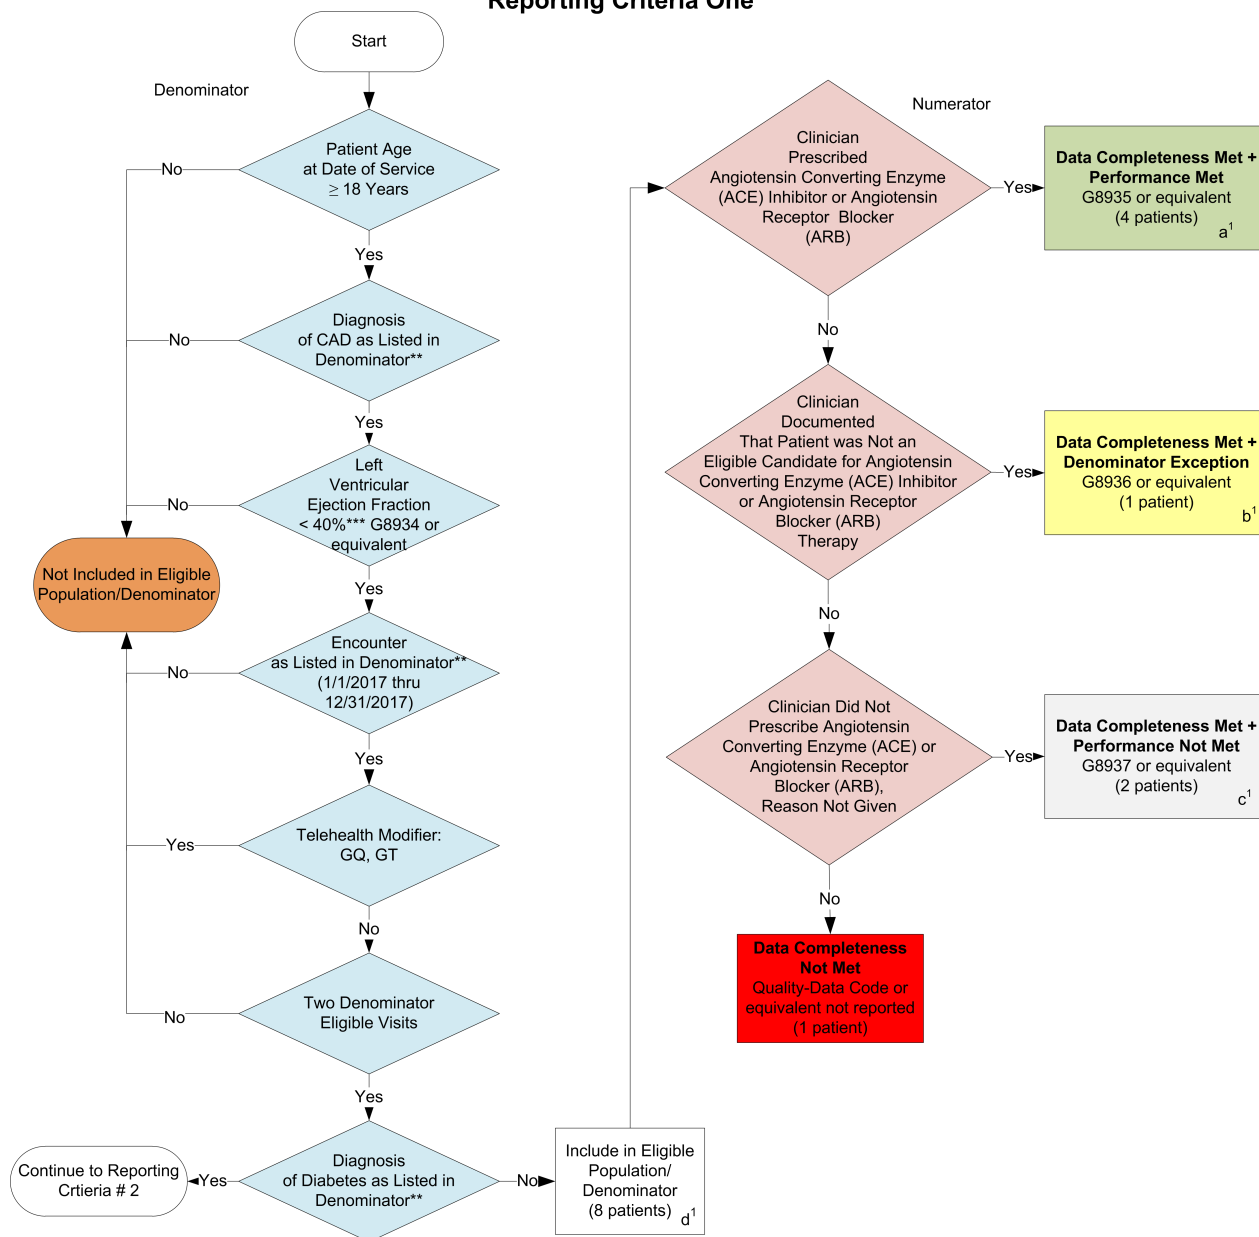 Reporting Criteria One
Start
Denominator
Patient Age
at Date of Service
≥ 18 Years
No
Yes
Diagnosis
of CAD as Listed in
Denominator**
No
Yes
Left
Ventricular
Ejection Fraction
< 40%*** G8934 or
equivalent
No
Yes
Not Included in Eligible
Population/Denominator
Encounter
as Listed in Denominator**
(1/1/2017 thru
12/31/2017)
No
Yes
Telehealth Modifier:
GQ, GT
Yes
No
Two Denominator
Eligible Visits
No
Yes
Diagnosis
of Diabetes as Listed in
Denominator**
Yes
Continue to Reporting
Crtieria # 2
No
Include in Eligible
Population/
Denominator
(8 patients) d¹
Numerator
Clinician
Prescribed
Angiotensin Converting Enzyme
(ACE) Inhibitor or Angiotensin
Receptor Blocker
(ARB)
Yes
Data Completeness Met +
Performance Met
G8935 or equivalent
(4 patients)
a¹
No
Clinician
Documented
That Patient was Not an
Eligible Candidate for Angiotensin
Converting Enzyme (ACE) Inhibitor
or Angiotensin Receptor
Blocker (ARB)
Therapy
Yes
Data Completeness Met +
Denominator Exception
G8936 or equivalent
(1 patient)
b¹
No
Clinician Did Not
Prescribe Angiotensin
Converting Enzyme (ACE) or
Angiotensin Receptor
Blocker (ARB),
Reason Not Given
Yes
Data Completeness Met +
Performance Not Met
G8937 or equivalent
(2 patients)
c¹
No
Data Completeness
Not Met
Quality-Data Code or
equivalent not reported
(1 patient)